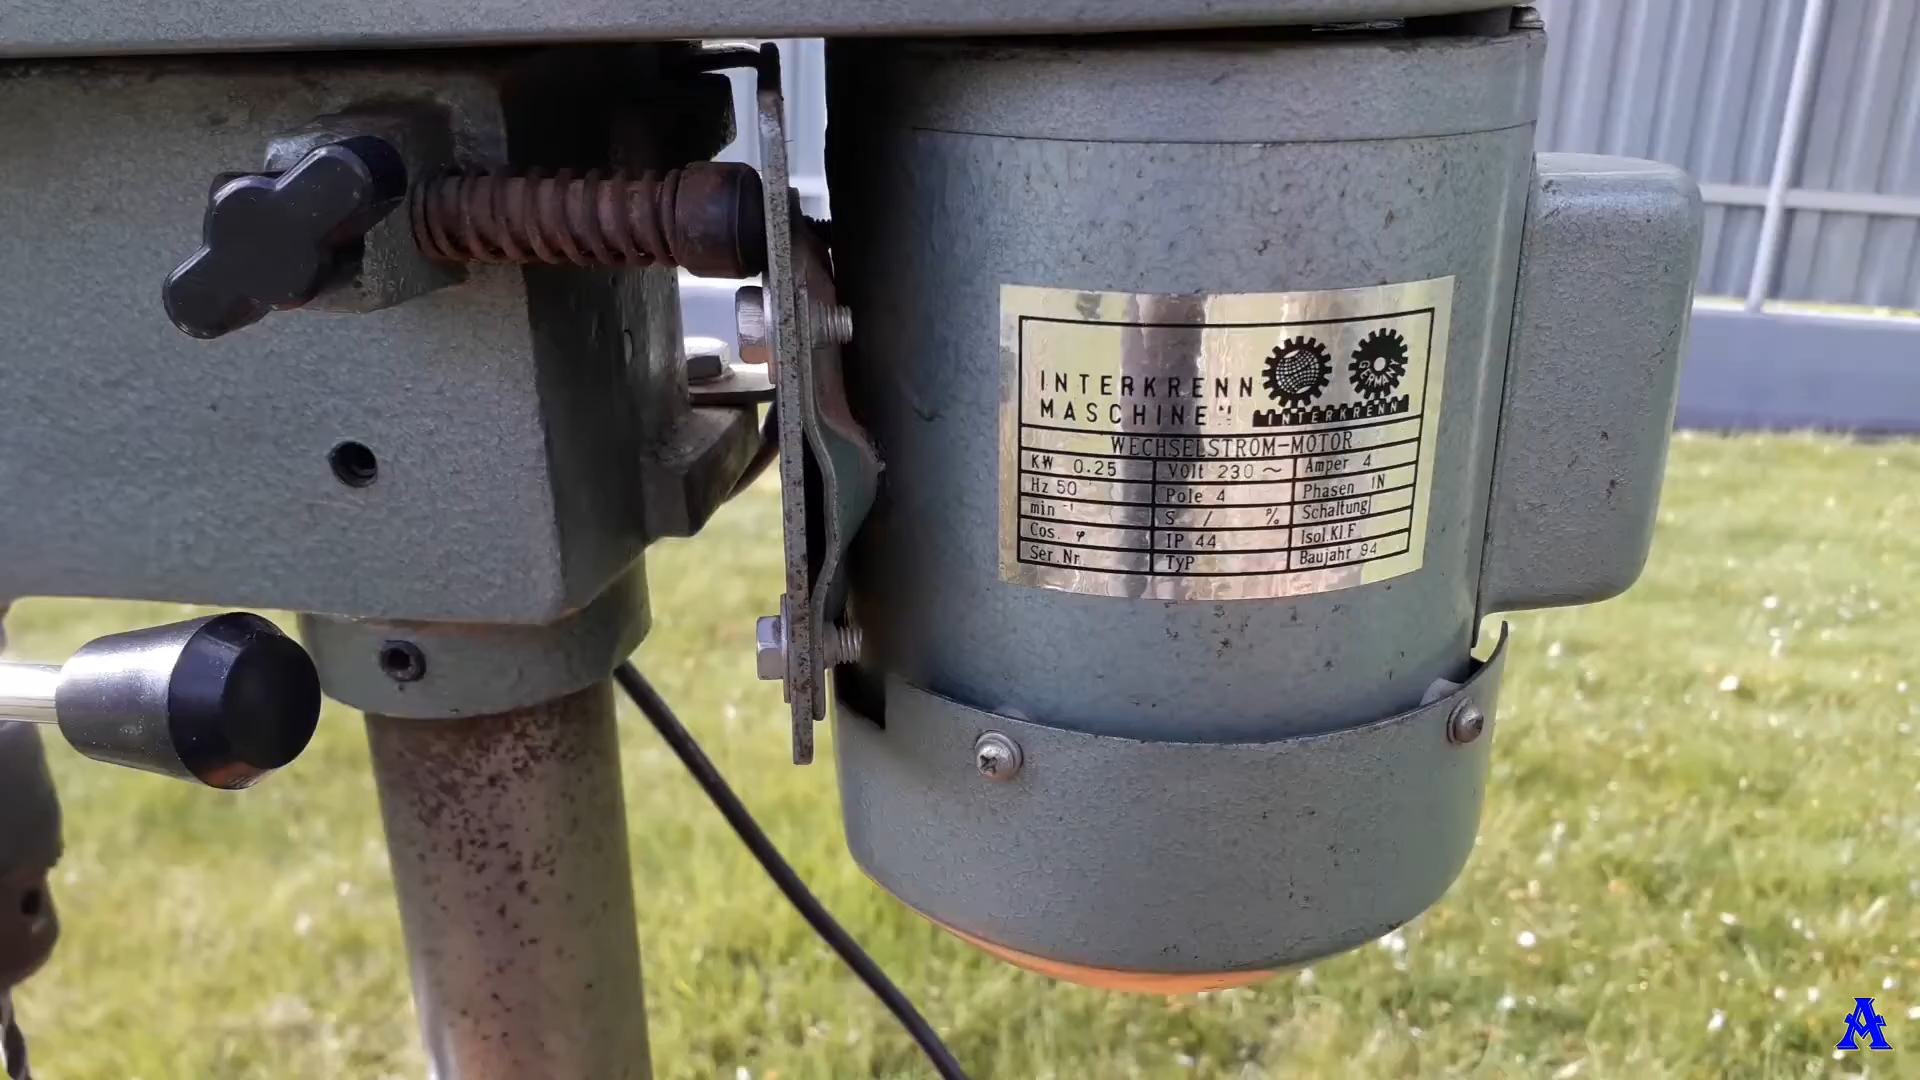 INTERKRENN
MASCHINEN
GERMANY
INTERKRENN
WECHSELSTROM-MOTOR
KW 0.25 Volt 230 ~ Amper 4
Hz 50 Pole 4 Phasen 1N
min⁻¹ S / % Schaltung
Cos. φ IP 44 Isol.Kl.F
Ser.Nr. Typ Baujahr 94
A